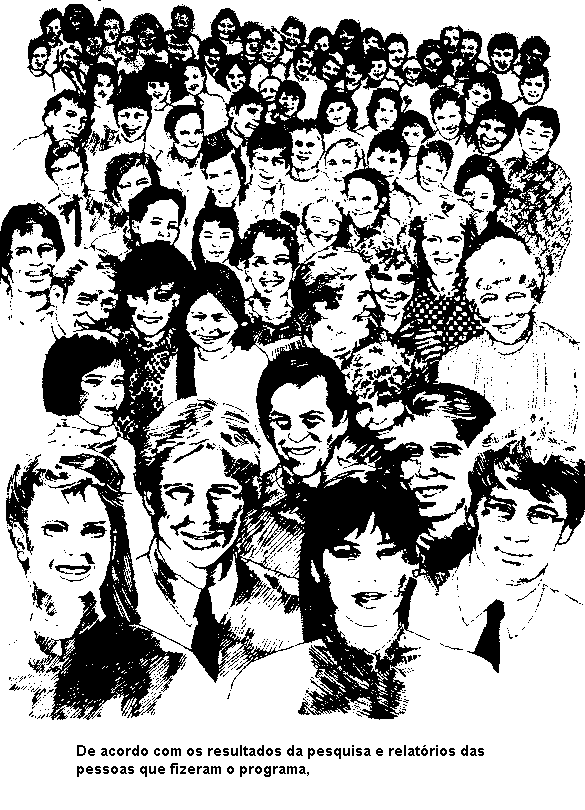 De acordo com os resultados da pesquisa e relatórios das
pessoas que fizeram o programa,